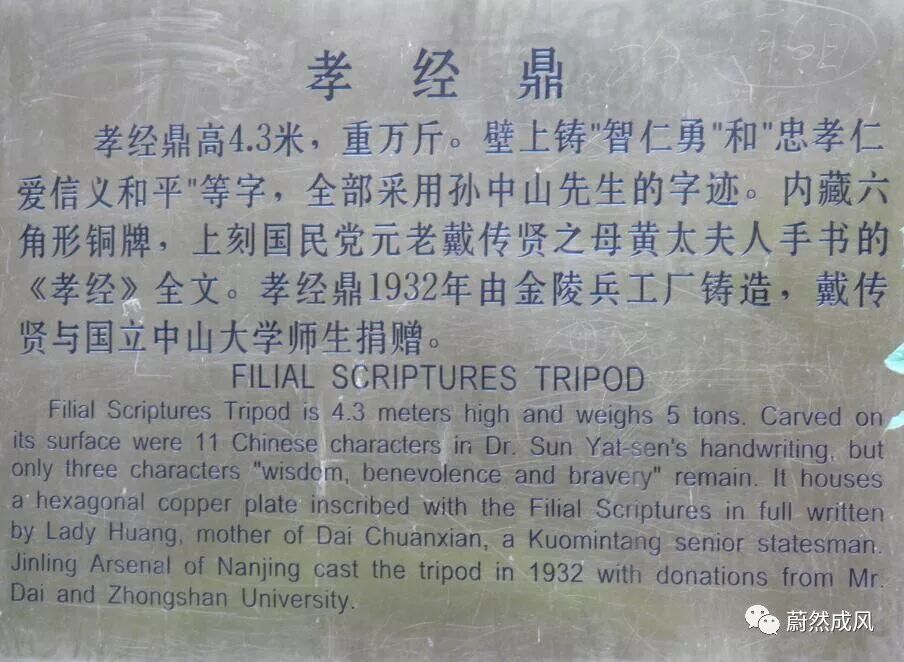 孝经鼎
孝经鼎高4.3米，重万斤。壁上铸"智仁勇"和"忠孝仁
爱信义和平"等字，全部采用孙中山先生的字迹。内藏六
角形铜牌，上刻国民党元老戴传贤之母黄太夫人手书的
《孝经》全文。孝经鼎1932年由金陵兵工厂铸造，戴传
贤与国立中山大学师生捐赠。
FILIAL SCRIPTURES TRIPOD
Filial Scriptures Tripod is 4.3 meters high and weighs 5 tons. Carved on
its surface were 11 Chinese characters in Dr. Sun Yat-sen's handwriting, but
only three characters "wisdom, benevolence and bravery" remain. It houses
a hexagonal copper plate inscribed with the Filial Scriptures in full written
by Lady Huang, mother of Dai Chuanxian, a Kuomintang senior statesman.
Jinling Arsenal of Nanjing cast the tripod in 1932 with donations from Mr.
Dai and Zhongshan University.
蔚然成风